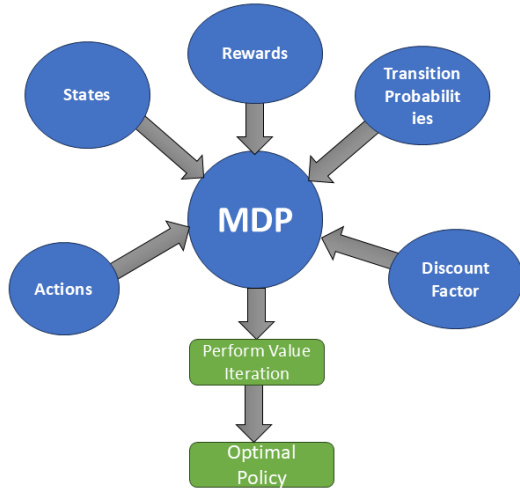 Rewards
States
Transition
Probabilit
ies
MDP
Actions
Discount
Factor
Perform Value
Iteration
Optimal
Policy